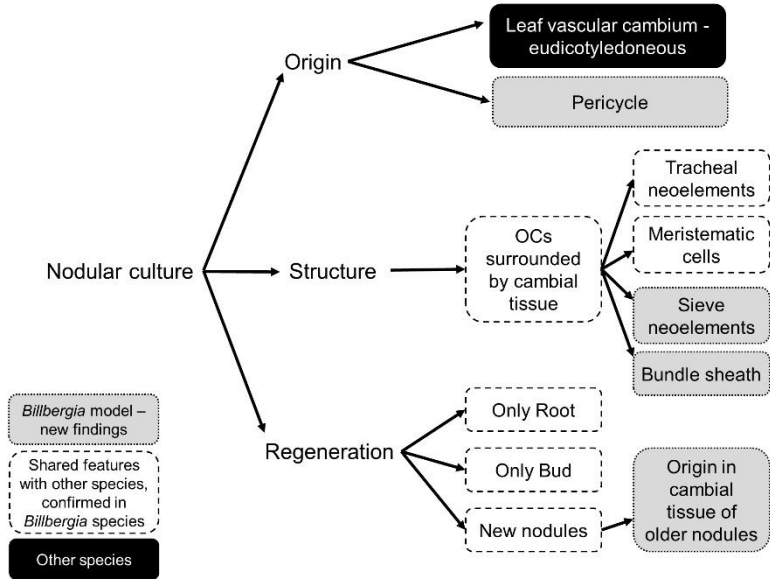 Leaf vascular cambium -
eudicotyledoneous
Origin
Pericycle
Tracheal
neoelements
OCs
surrounded
by cambial
tissue
Meristematic
cells
Nodular culture
Structure
Sieve
neoelements
Bundle sheath
Billbergia model –
new findings
Only Root
Shared features
with other species,
confirmed in
Billbergia species
Regeneration
Only Bud
Origin in
cambial
tissue of
older nodules
New nodules
Other species